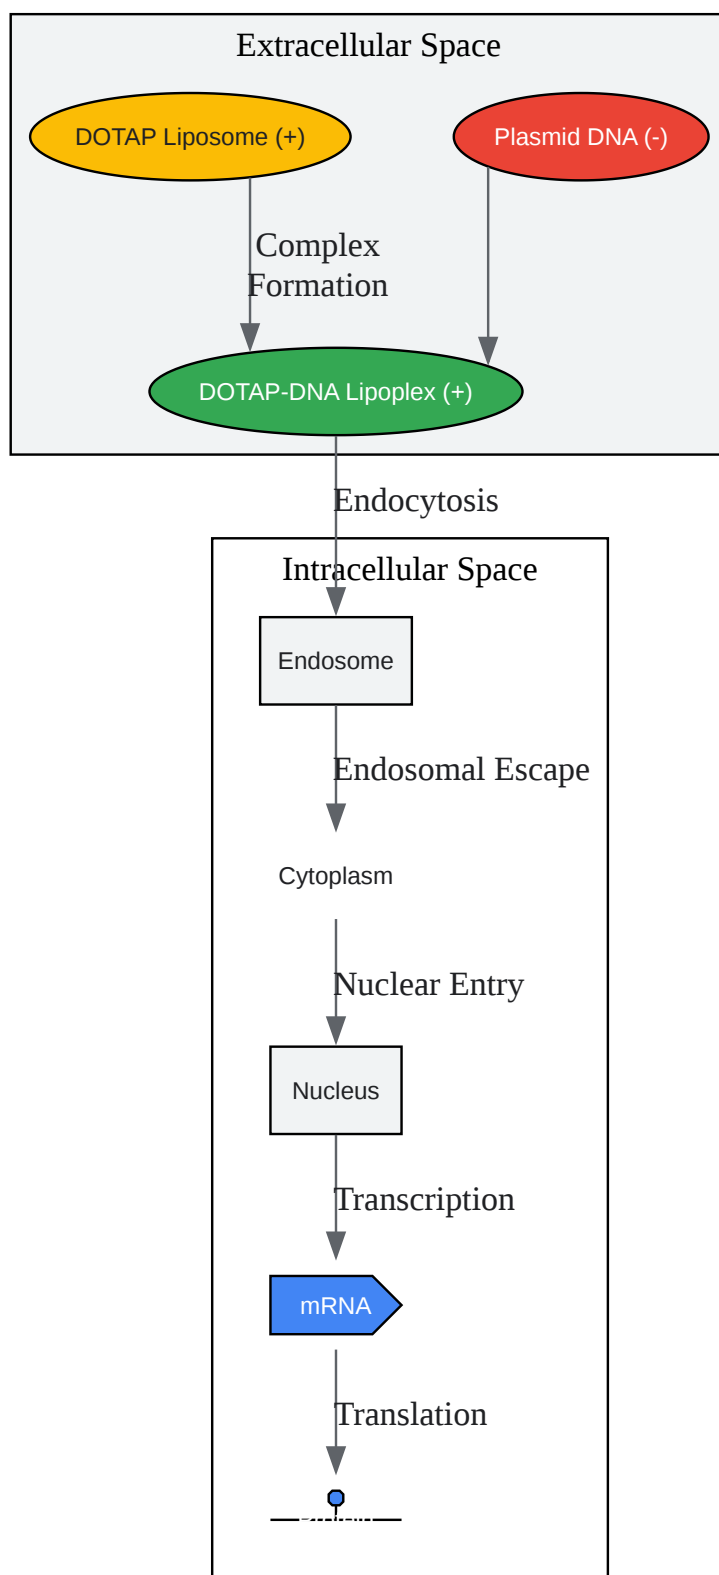 Extracellular Space
DOTAP Liposome (+)
Plasmid DNA (-)
Complex
Formation
DOTAP-DNA Lipoplex (+)
Endocytosis
Intracellular Space
Endosome
Endosomal Escape
Cytoplasm
Nuclear Entry
Nucleus
Transcription
mRNA
Translation